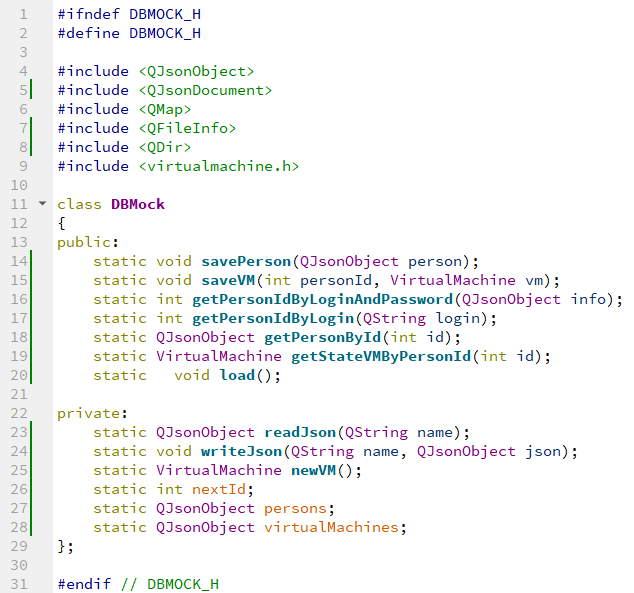 1 #ifndef DBMOCK_H
2 #define DBMOCK_H
3
4 #include <QJsonObject>
5 #include <QJsonDocument>
6 #include <QMap>
7 #include <QFileInfo>
8 #include <QDir>
9 #include <virtualmachine.h>
10
11 class DBMock
12 {
13 public:
14     static void savePerson(QJsonObject person);
15     static void saveVM(int personId, VirtualMachine vm);
16     static int getPersonIdByLoginAndPassword(QJsonObject info);
17     static int getPersonIdByLogin(QString login);
18     static QJsonObject getPersonById(int id);
19     static VirtualMachine getStateVMByPersonId(int id);
20     static   void load();
21
22 private:
23     static QJsonObject readJson(QString name);
24     static void writeJson(QString name, QJsonObject json);
25     static VirtualMachine newVM();
26     static int nextId;
27     static QJsonObject persons;
28     static QJsonObject virtualMachines;
29 };
30
31 #endif // DBMOCK_H